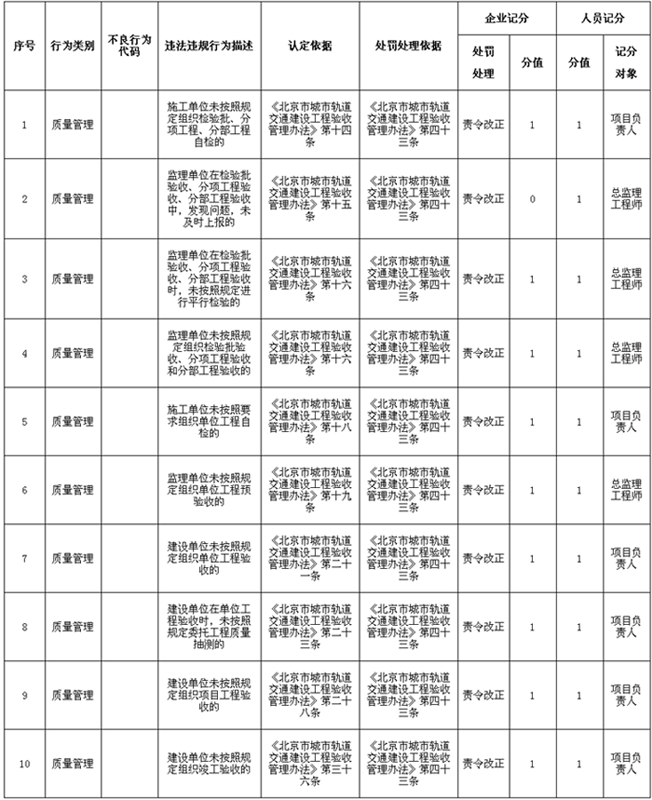 序号 行为类别 不良行为代码 违法违规行为描述 认定依据 处罚处理依据 企业记分 人员记分
处罚处理 分值 分值 记分对象
1 质量管理 施工单位未按照规定组织检验批、分项工程、分部工程自检的 《北京市城市轨道交通建设工程验收管理办法》第十四条 《北京市城市轨道交通建设工程验收管理办法》第四十三条 责令改正 1 1 项目负责人
2 质量管理 监理单位在检验批验收、分项工程验收、分部工程验收中，发现问题，未及时上报的 《北京市城市轨道交通建设工程验收管理办法》第十五条 《北京市城市轨道交通建设工程验收管理办法》第四十三条 责令改正 0 1 总监理工程师
3 质量管理 监理单位在检验批验收、分项工程验收、分部工程验收时，未按照规定进行平行检验的 《北京市城市轨道交通建设工程验收管理办法》第十六条 《北京市城市轨道交通建设工程验收管理办法》第四十三条 责令改正 1 1 总监理工程师
4 质量管理 监理单位未按照规定组织检验批验收、分项工程验收和分部工程验收的 《北京市城市轨道交通建设工程验收管理办法》第十六条 《北京市城市轨道交通建设工程验收管理办法》第四十三条 责令改正 1 1 总监理工程师
5 质量管理 施工单位未按照要求组织单位工程自检的 《北京市城市轨道交通建设工程验收管理办法》第十八条 《北京市城市轨道交通建设工程验收管理办法》第四十三条 责令改正 1 1 项目负责人
6 质量管理 监理单位未按照规定组织单位工程预验收的 《北京市城市轨道交通建设工程验收管理办法》第十九条 《北京市城市轨道交通建设工程验收管理办法》第四十三条 责令改正 1 1 总监理工程师
7 质量管理 建设单位未按照规定组织单位工程验收的 《北京市城市轨道交通建设工程验收管理办法》第二十一条 《北京市城市轨道交通建设工程验收管理办法》第四十三条 责令改正 1 1 项目负责人
8 质量管理 建设单位在单位工程验收时，未按照规定委托工程质量抽测的 《北京市城市轨道交通建设工程验收管理办法》第二十三条 《北京市城市轨道交通建设工程验收管理办法》第四十三条 责令改正 1 1 项目负责人
9 质量管理 建设单位未按照规定组织项目工程验收的 《北京市城市轨道交通建设工程验收管理办法》第二十八条 《北京市城市轨道交通建设工程验收管理办法》第四十三条 责令改正 1 1 项目负责人
10 质量管理 建设单位未按照规定组织竣工验收的 《北京市城市轨道交通建设工程验收管理办法》第三十六条 《北京市城市轨道交通建设工程验收管理办法》第四十三条 责令改正 1 1 项目负责人